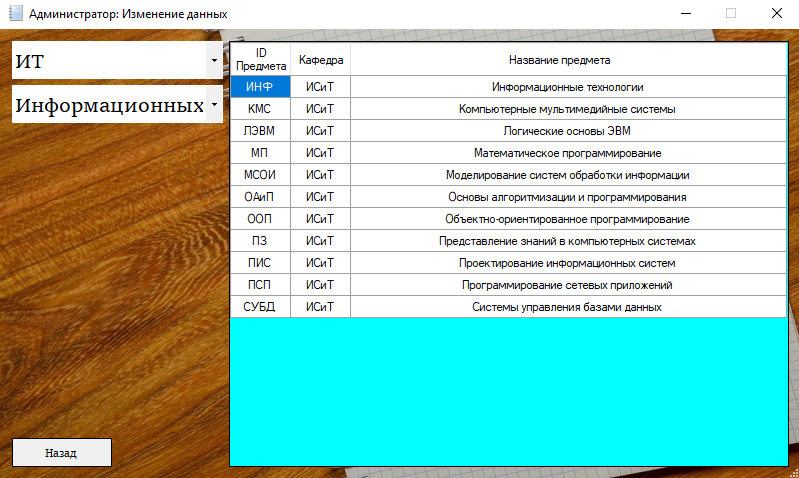 Администратор: Изменение данных
ИТ
Информационных
ID Предмета Кафедра Название предмета
ИНФ ИСиТ Информационные технологии
КМС ИСиТ Компьютерные мультимедийные системы
ЛЭВМ ИСиТ Логические основы ЭВМ
МП ИСиТ Математическое программирование
МСОИ ИСиТ Моделирование систем обработки информации
ОАиП ИСиТ Основы алгоритмизации и программирования
ООП ИСиТ Объектно-ориентированное программирование
ПЗ ИСиТ Представление знаний в компьютерных системах
ПИС ИСиТ Проектирование информационных систем
ПСП ИСиТ Программирование сетевых приложений
СУБД ИСиТ Системы управления базами данных
Назад